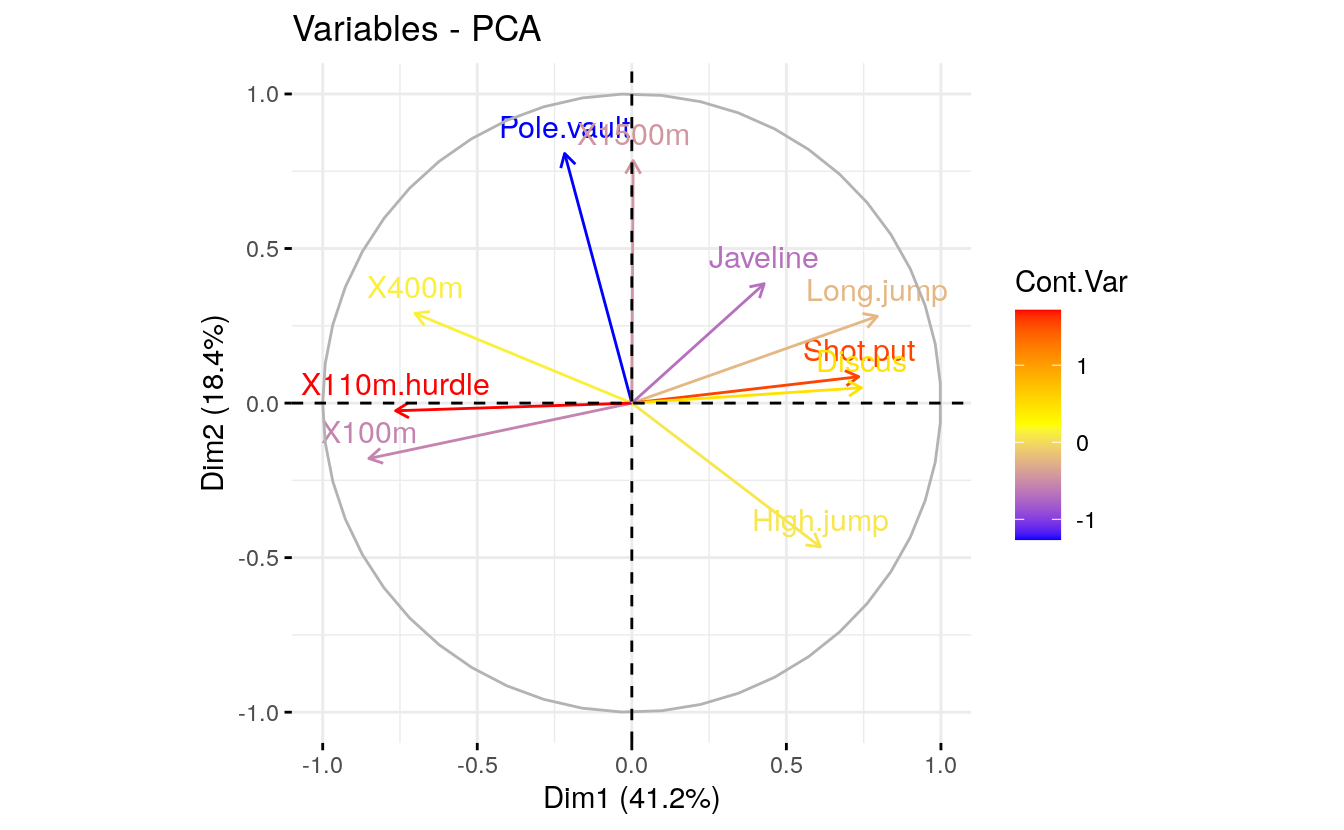 Variables - PCA
1.0
0.5
0.0
-0.5
-1.0
Dim2 (18.4%)
Pole.vault
X1500m
Javeline
X400m
Long.jump
Shot.put
Discus
X110m.hurdle
X100m
High.jump
-1.0
-0.5
0.0
0.5
1.0
Dim1 (41.2%)
Cont.Var
1
0
-1